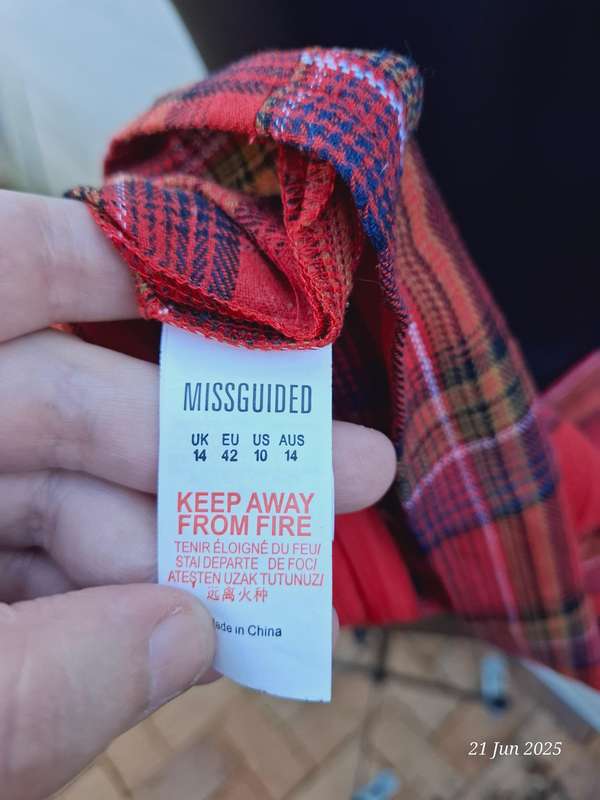 MISSGUIDED
UK EU US AUS
14 42 10 14
KEEP AWAY
FROM FIRE
TENIR ÉLOIGNÉ DU FEU/
STAI DEPARTE DE FOC/
ATEŞTEN UZAK TUTUNUZ/
远离火种
Made in China
21 Jun 2025